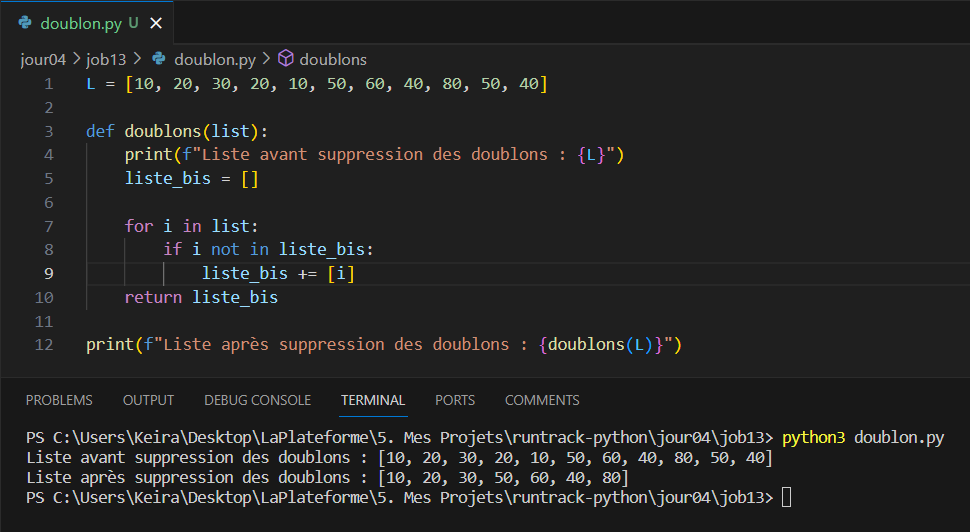 doublon.py U
jour04 > job13 > doublon.py > doublons
1 L = [10, 20, 30, 20, 10, 50, 60, 40, 80, 50, 40]
2
3 def doublons(list):
4     print(f"Liste avant suppression des doublons : {L}")
5     liste_bis = []
6
7     for i in list:
8         if i not in liste_bis:
9             liste_bis += [i]
10     return liste_bis
11
12 print(f"Liste après suppression des doublons : {doublons(L)}")
PROBLEMS OUTPUT DEBUG CONSOLE TERMINAL PORTS COMMENTS
PS C:\Users\Keira\Desktop\LaPlateforme\5. Mes Projets\runtrack-python\jour04\job13> python3 doublon.py
Liste avant suppression des doublons : [10, 20, 30, 20, 10, 50, 60, 40, 80, 50, 40]
Liste après suppression des doublons : [10, 20, 30, 50, 60, 40, 80]
PS C:\Users\Keira\Desktop\LaPlateforme\5. Mes Projets\runtrack-python\jour04\job13>